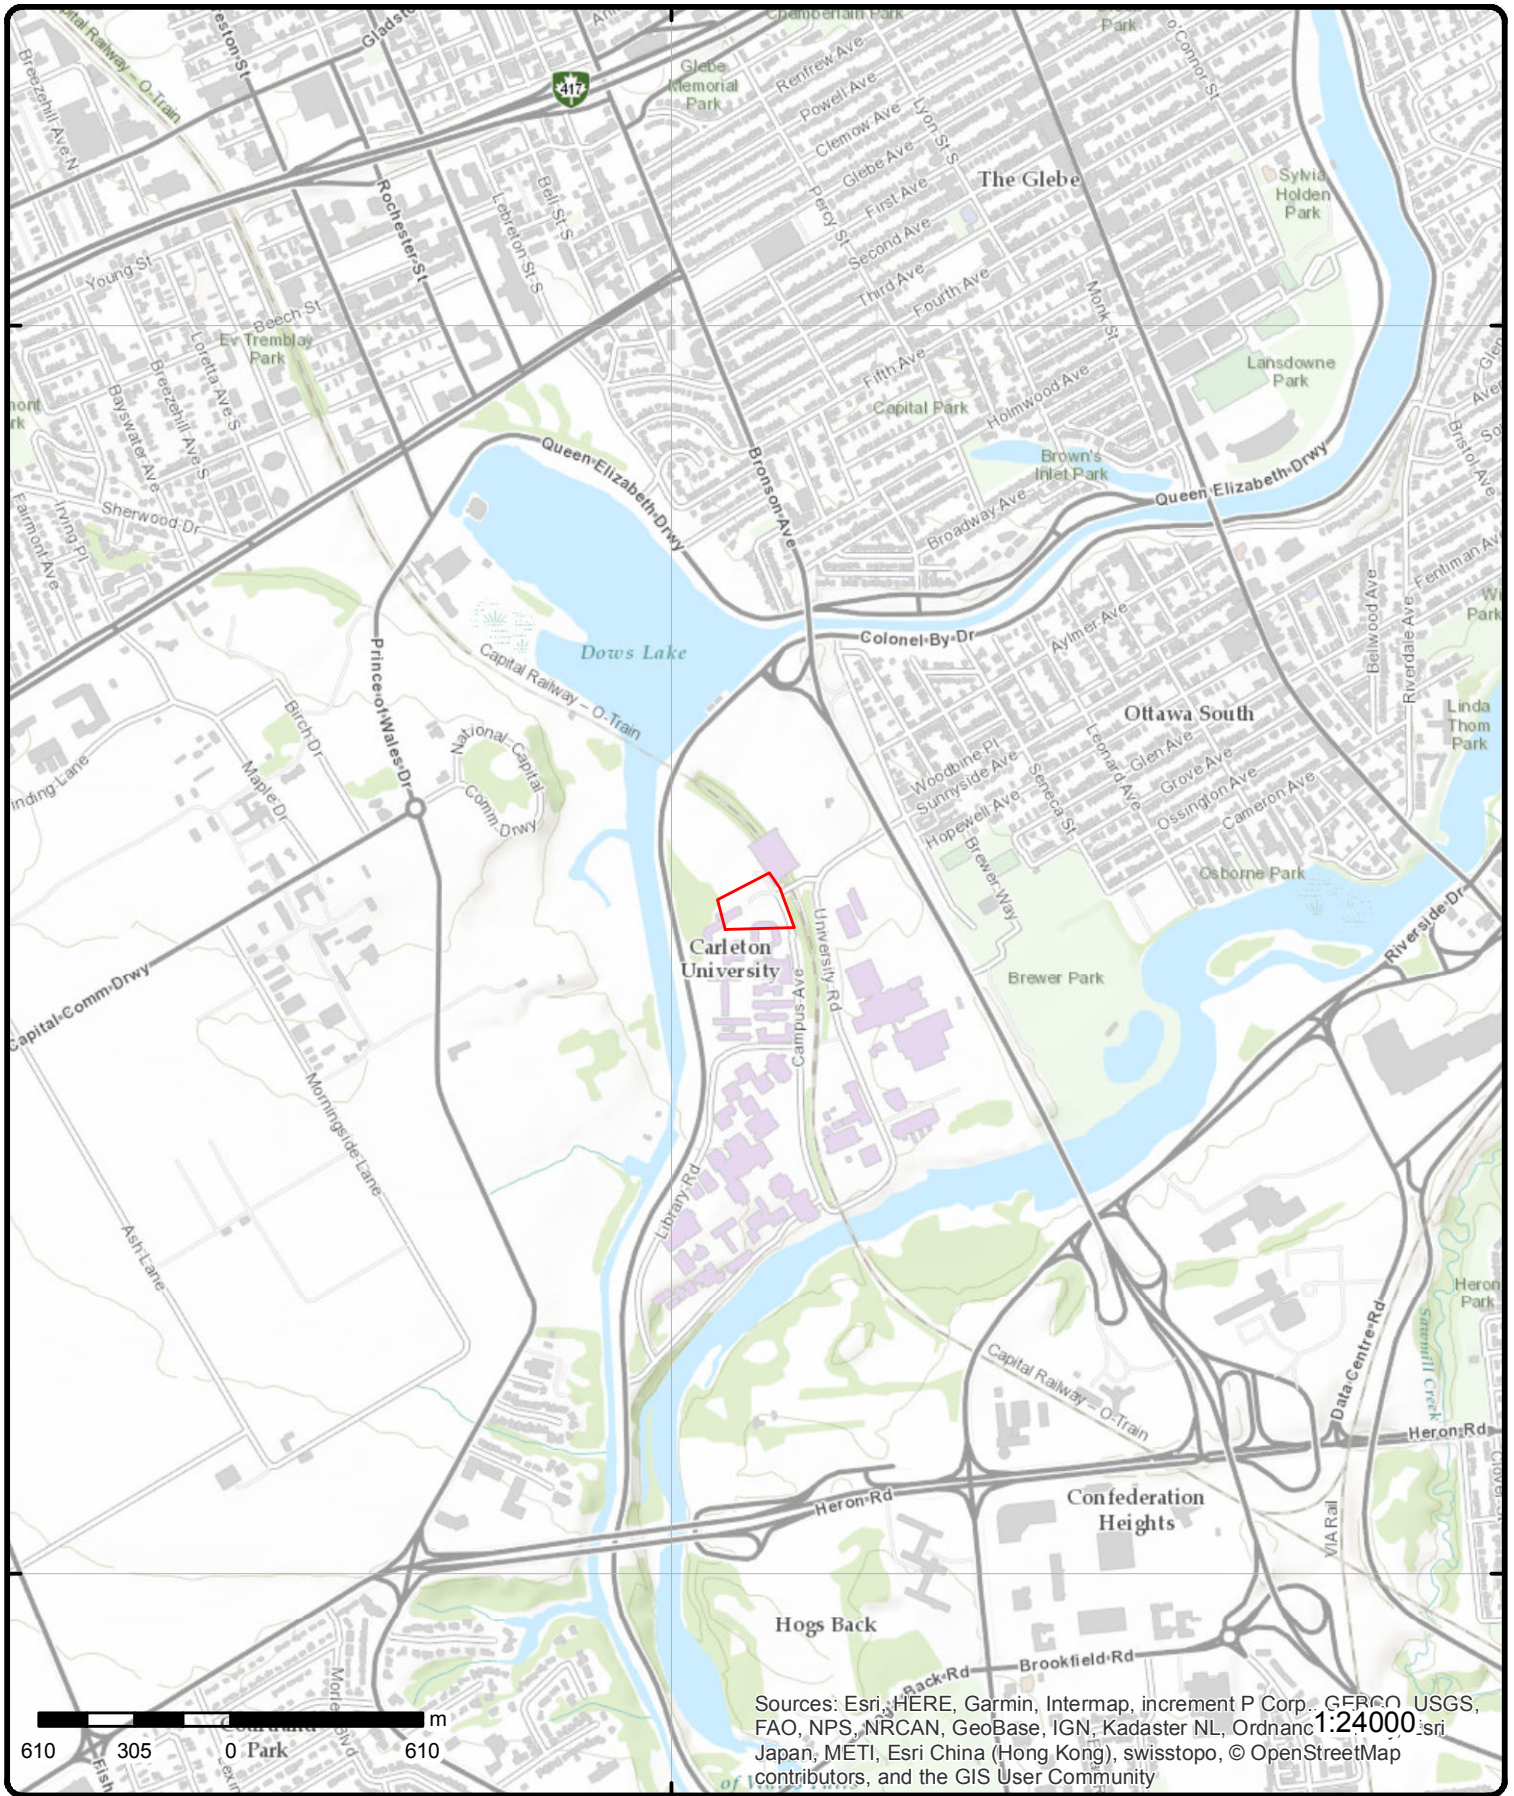 Capital Railway – O-Train
Breezehill Ave N
Gladst
417
Chamberlain Park
Park
O'Connor St
Glebe
Memorial
Park
Renfrew Ave
Powell Ave
Clemow Ave
Glebe Ave
First Ave
Second Ave
Third Ave
Fourth Ave
Fifth Ave
Lyon St S
Percy St
The Glebe
Sylvia
Holden
Park
Rochester St
Bell St S
Lebreton St S
Young St
Beech St
Ev Tremblay
Park
Loretta Ave S
Breezehill Ave S
Bayswater Ave
Monk St
Lansdowne
Park
Capital Park
Holmwood Ave
Brown's
Inlet Park
Queen Elizabeth Drwy
Queen Elizabeth Drwy
Bronson Ave
Broadway Ave
Sherwood Dr
Irving Pl
Fairmont Ave
Bristol Ave
Fentiman Av
Bellwood Ave
Riverdale Ave
Colonel By Dr
Aylmer Ave
Dows Lake
Capital Railway – O-Train
Prince of Wales Dr
Birch Dr
Maple Dr
National Capital
Comm Drwy
Ottawa South
Linda
Thom
Park
Woodbine Pl
Sunnyside Ave
Hopewell Ave
Seneca St
Leonard Ave
Glen Ave
Grove Ave
Ossington Ave
Cameron Ave
Osborne Park
Brewer Way
Brewer Park
Riverside Dr
Carleton
University
University Rd
Campus Ave
Library Rd
Capital Comm Drwy
Morningside Lane
Ash Lane
Heron
Park
Sawmill Creek
Data Centre Rd
Capital Railway – O-Train
Heron Rd
Heron Rd
Confederation
Heights
VIA Rail
Hogs Back
Back Rd
Brookfield Rd
Park
m
610
305
0
610
Sources: Esri, HERE, Garmin, Intermap, increment P Corp., GEBCO, USGS,
FAO, NPS, NRCAN, GeoBase, IGN, Kadaster NL, Ordnanc
1:24000
Japan, METI, Esri China (Hong Kong), swisstopo, © OpenStreetMap
contributors, and the GIS User Community